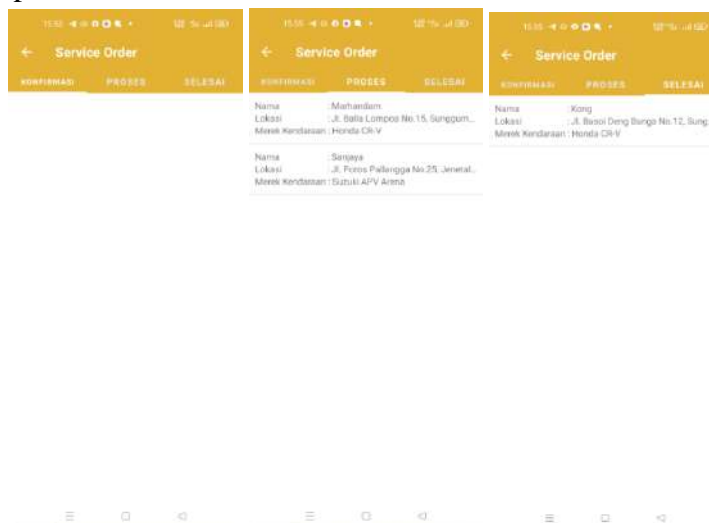 Service Order
KONFIRMASI PROSES SELESAI
Service Order
KONFIRMASI PROSES SELESAI
Nama :
Lokasi : Jl. Balla Lompoa No.15, Sunggum...
Merek Kendaraan : Honda CR-V
Nama : Sanjaya
Lokasi : Jl. Poros Pallangga No.25, Jenetal...
Merek Kendaraan : Suzuki APV Arena
Service Order
KONFIRMASI PROSES SELESAI
Nama : Kong
Lokasi : Jl. Basoi Deng Bunga No.12, Sung
Merek Kendaraan : Honda CR-V